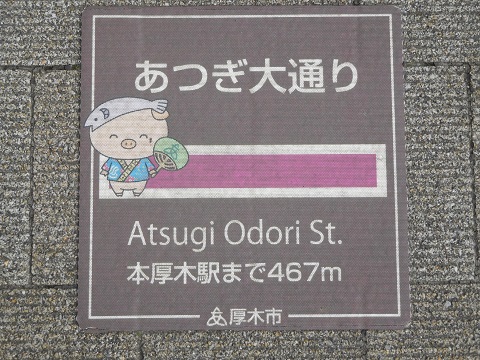 あつぎ大通り
Atsugi Odori St.
本厚木駅まで467m
厚木市